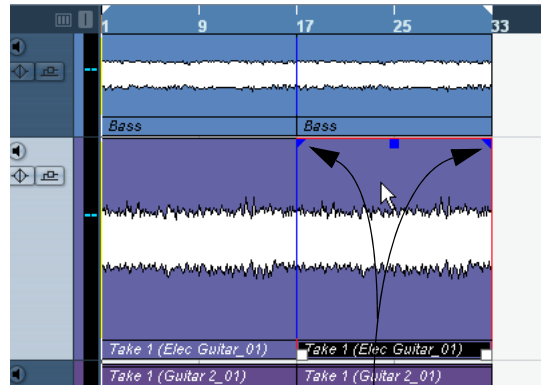 1 9 17 25 33
Bass Bass
Take 1 (Elec Guitar_01) Take 1 (Elec Guitar_01)
Take 1 (Guitar 2_01) Take 1 (Guitar 2_01)